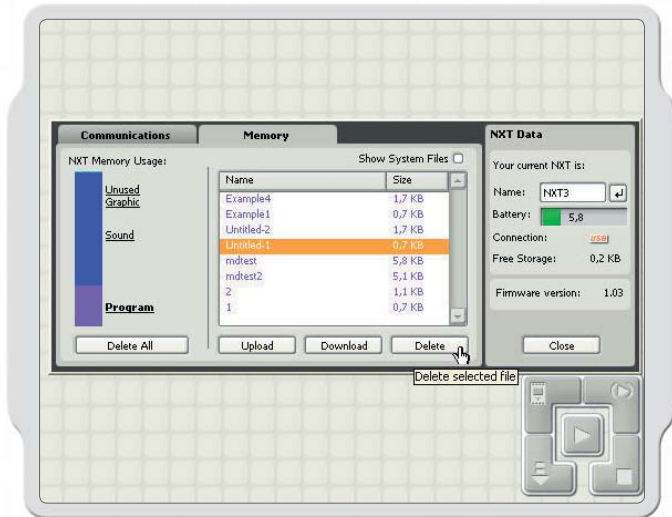 Communications
Memory
NXT Memory Usage:
Unused
Graphic
Sound
Program
Delete All
Show System Files
Name Size
Example4 1,7 KB
Example1 0,7 KB
Untitled-2 1,7 KB
Untitled-1 0,7 KB
mdtest 5,8 KB
mdtest2 5,1 KB
2 1,1 KB
1 0,7 KB
Upload Download Delete
Delete selected file
NXT Data
Your current NXT is:
Name: NXT3
Battery: 5,8
Connection: USB
Free Storage: 0,2 KB
Firmware version: 1.03
Close